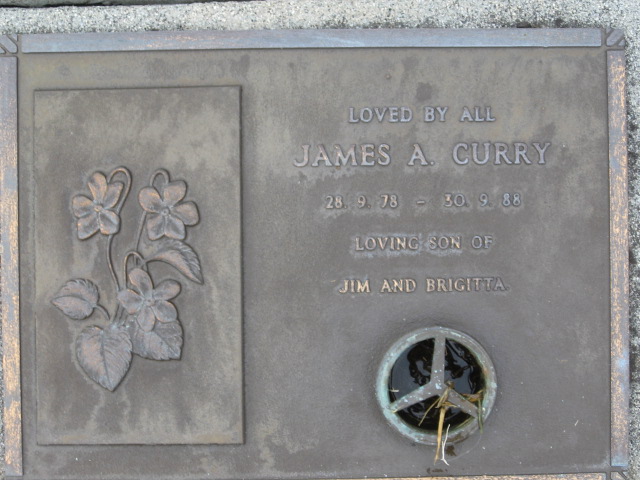 LOVED BY ALL
JAMES A. CURRY
28. 9. 78 - 30. 9. 88
LOVING SON OF
JIM AND BRIGITTA.